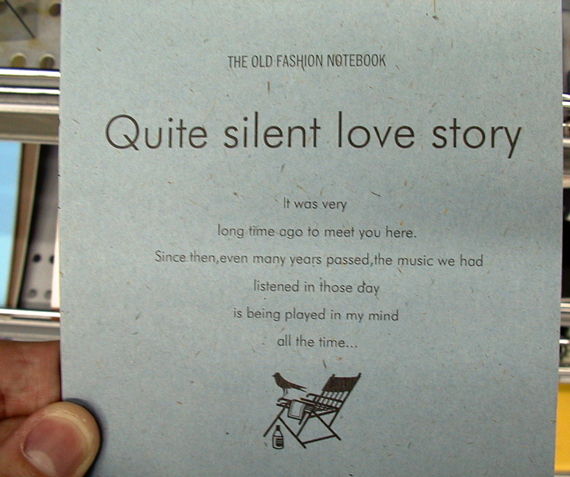 THE OLD FASHION NOTEBOOK
Quite silent love story
It was very
long time ago to meet you here.
Since then,even many years passed,the music we had
listened in those day
is being played in my mind
all the time...